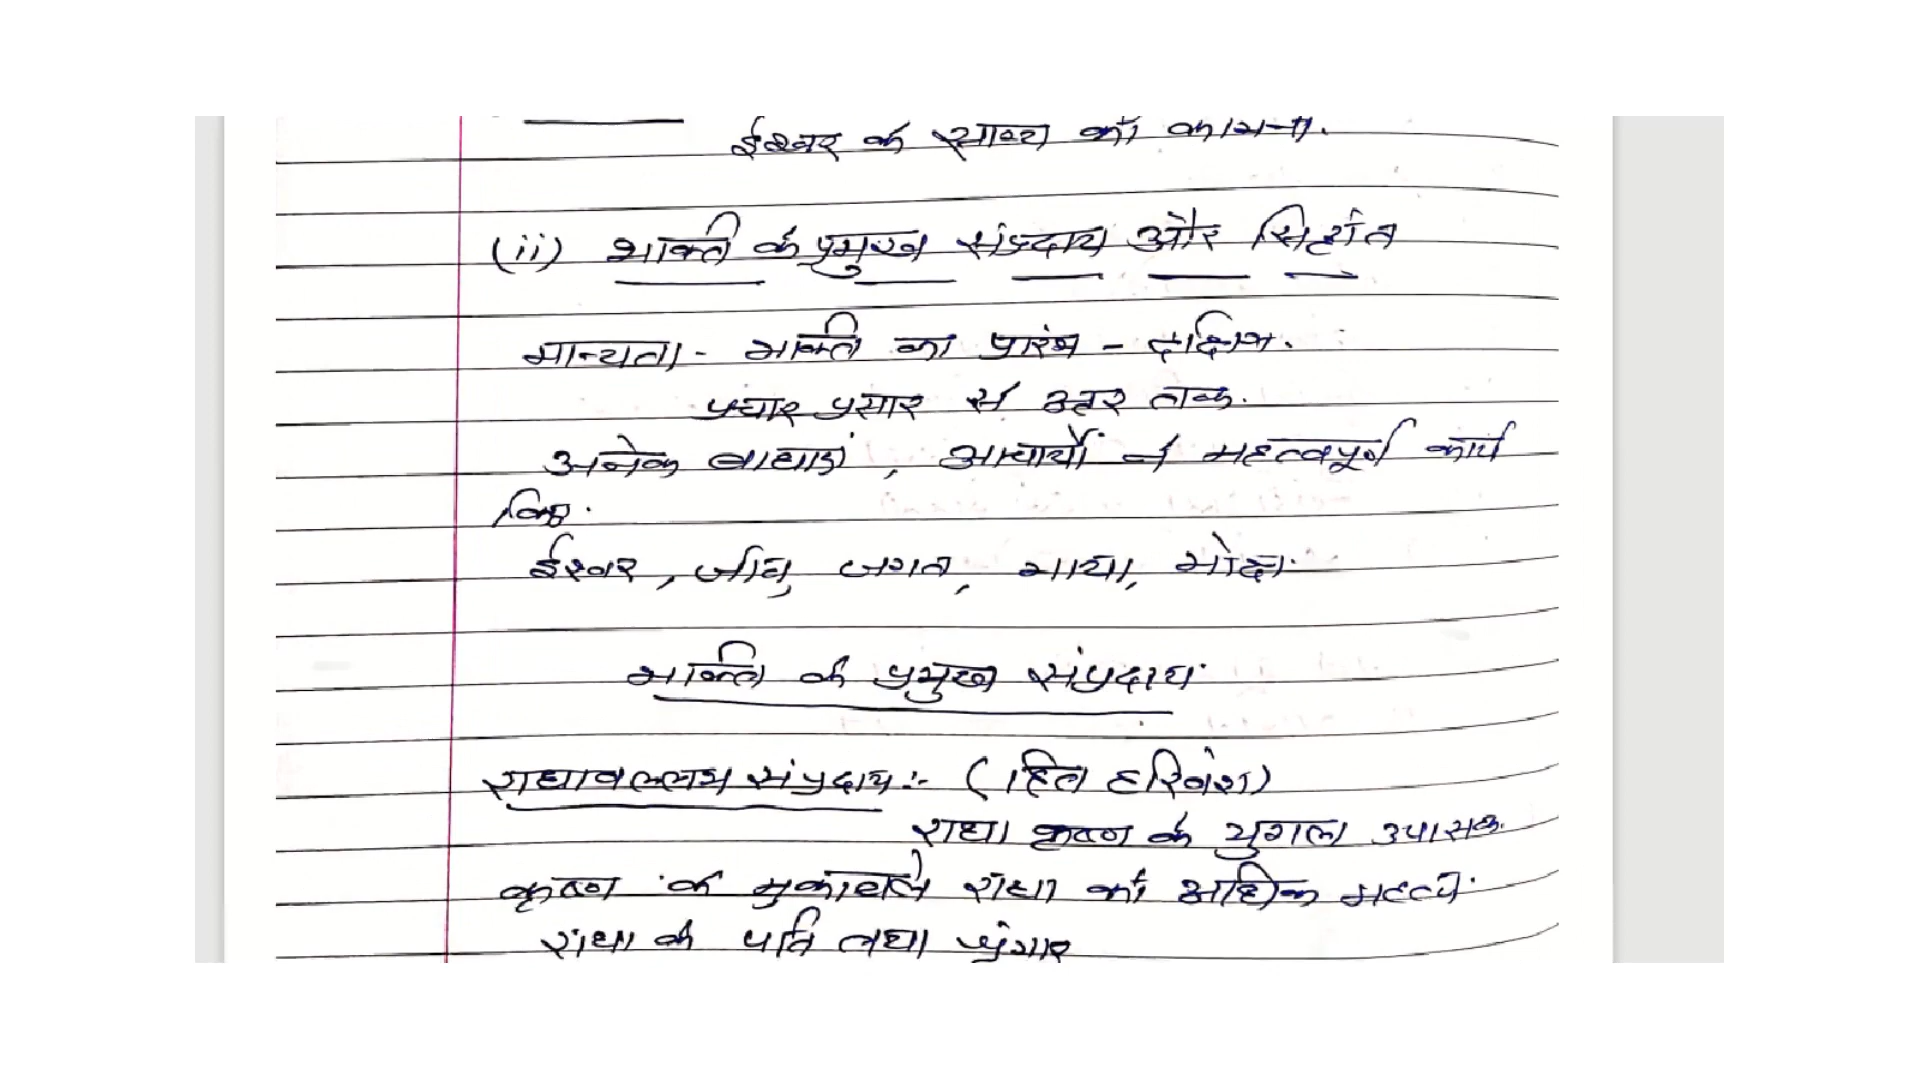 ईश्वर के साध्य की कामना.
(ii) भक्ति के प्रमुख संप्रदाय और सिद्धांत
मान्यता - भक्ति का प्रारंभ - दक्षिण.
प्रचार प्रसार से उत्तर तक.
अनेक बाधाएं, आचार्यों ने महत्वपूर्ण कार्य
किए.
ईश्वर, जीव, जगत, माया, मोक्ष.
भक्ति के प्रमुख संप्रदाय.
राधावल्लभ संप्रदाय :- (हित हरिवंश)
राधा कृष्ण के युगल उपासक.
कृष्ण के मुकाबले राधा को अधिक महत्व.
राधा के पति तथा श्रृंगार